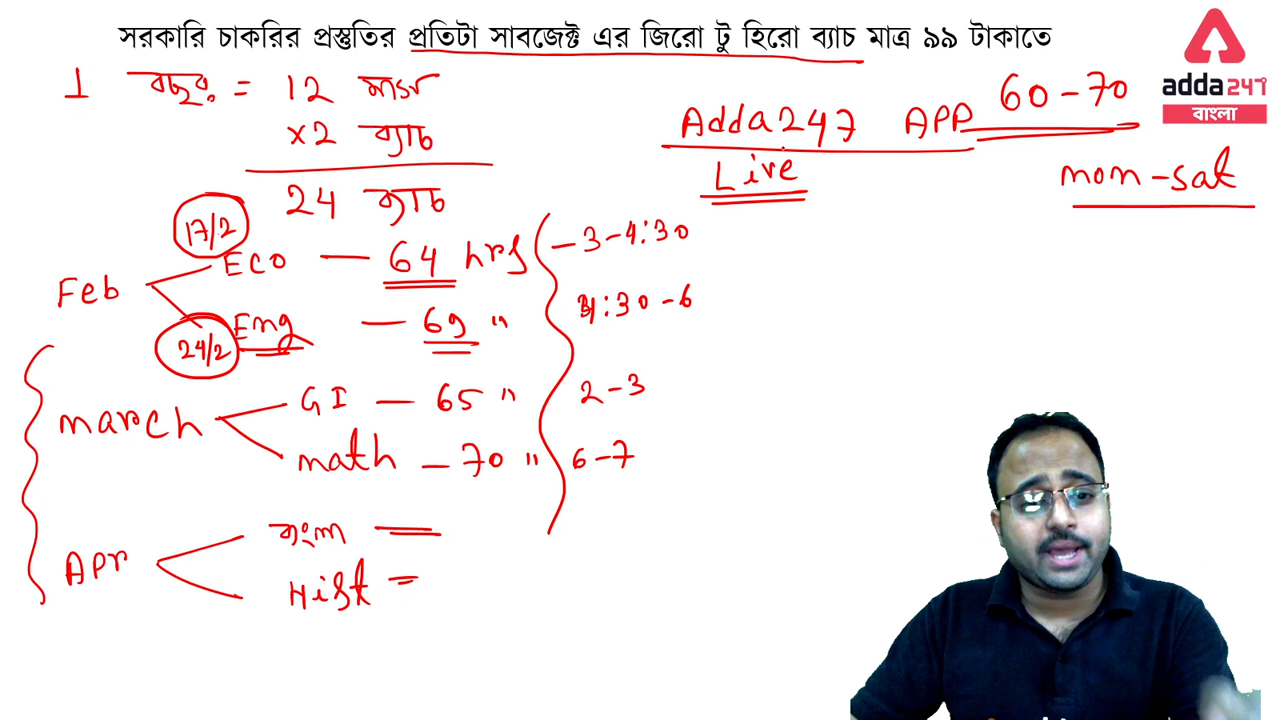 সরকারি চাকরির প্রস্তুতির প্রতিটা সাবজেক্ট এর জিরো টু হিরো ব্যাচ মাত্র ৯৯ টাকাতে
adda247
বাংলা
1 বছর = 12 মাস
x2 ব্যাচ
24 ব্যাচ
Adda247 APP 60-70
Live
mon-sat
17/2
Feb Eco — 64 hrs - 3-4:30
24/2 Eng — 69 " 4:30-6
march GI — 65 " 2-3
math — 70 " 6-7
Apr বাংলা =
Hist =